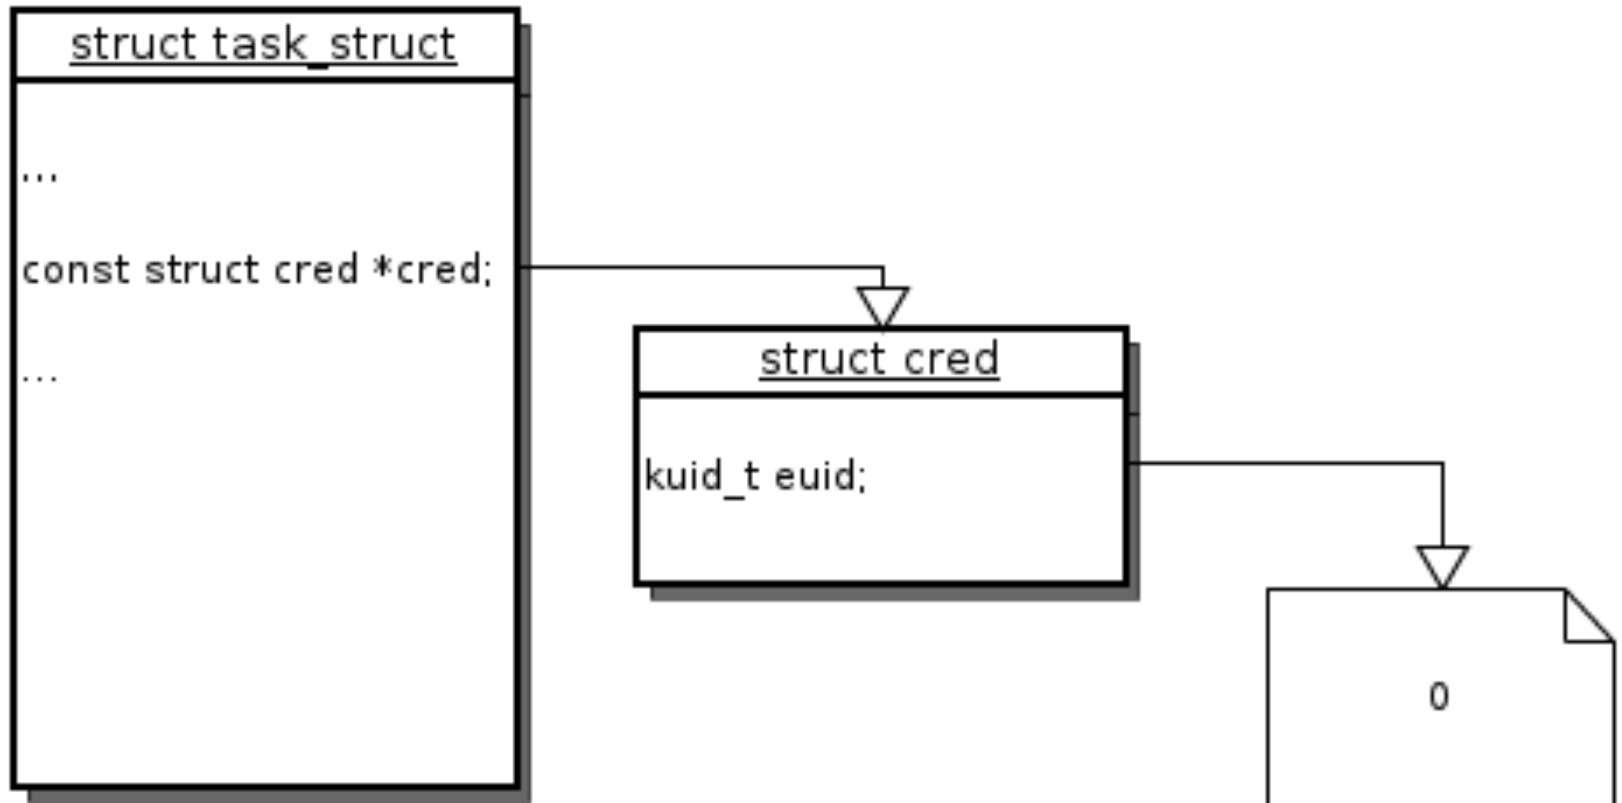 struct task_struct
...
const struct cred *cred;
...
struct cred
kuid_t euid;
0